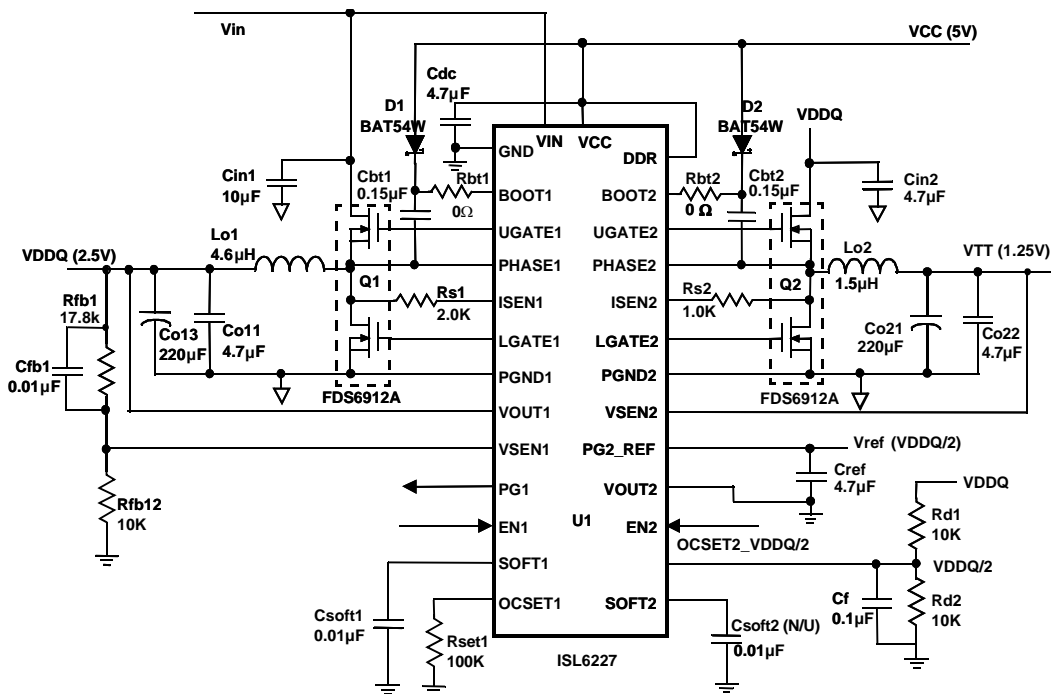 Vin
VCC (5V)
Cdc
4.7µF
D1
BAT54W
D2
BAT54W
VDDQ
VIN
VCC
GND
DDR
Cin1
10µF
Cbt1
0.15µF
Rbt1
0Ω
BOOT1
BOOT2
Rbt2
0 Ω
Cbt2
0.15µF
Cin2
4.7µF
UGATE1
UGATE2
Lo1
4.6µH
VDDQ (2.5V)
PHASE1
PHASE2
Lo2
1.5µH
VTT (1.25V)
Q1
Q2
Rfb1
17.8k
Rs1
2.0K
ISEN1
ISEN2
Rs2
1.0K
Co13
220µF
Co11
4.7µF
LGATE1
LGATE2
Co21
220µF
Co22
4.7µF
Cfb1
0.01µF
PGND1
PGND2
FDS6912A
FDS6912A
VOUT1
VSEN2
VSEN1
PG2_REF
Vref (VDDQ/2)
Cref
4.7µF
Rfb12
10K
PG1
VOUT2
VDDQ
Rd1
10K
EN1
U1
EN2
OCSET2_VDDQ/2
SOFT1
VDDQ/2
OCSET1
SOFT2
Cf
0.1µF
Rd2
10K
Csoft1
0.01µF
Rset1
100K
Csoft2 (N/U)
0.01µF
ISL6227